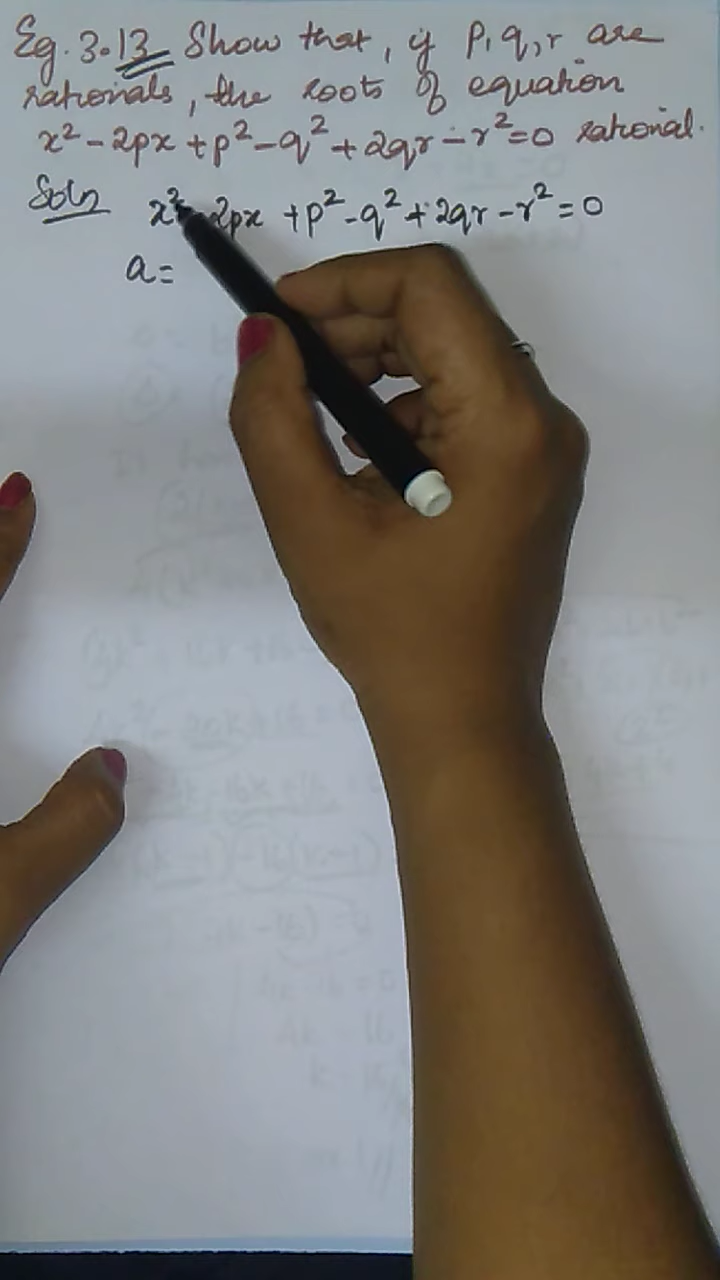 Eg. 3.13 Show that, if p, q, r are
rationals, the roots of equation
x² - 2px + p² - q² + 2qr - r² = 0 rational.
Soln x² - 2px + p² - q² + 2qr - r² = 0
a =